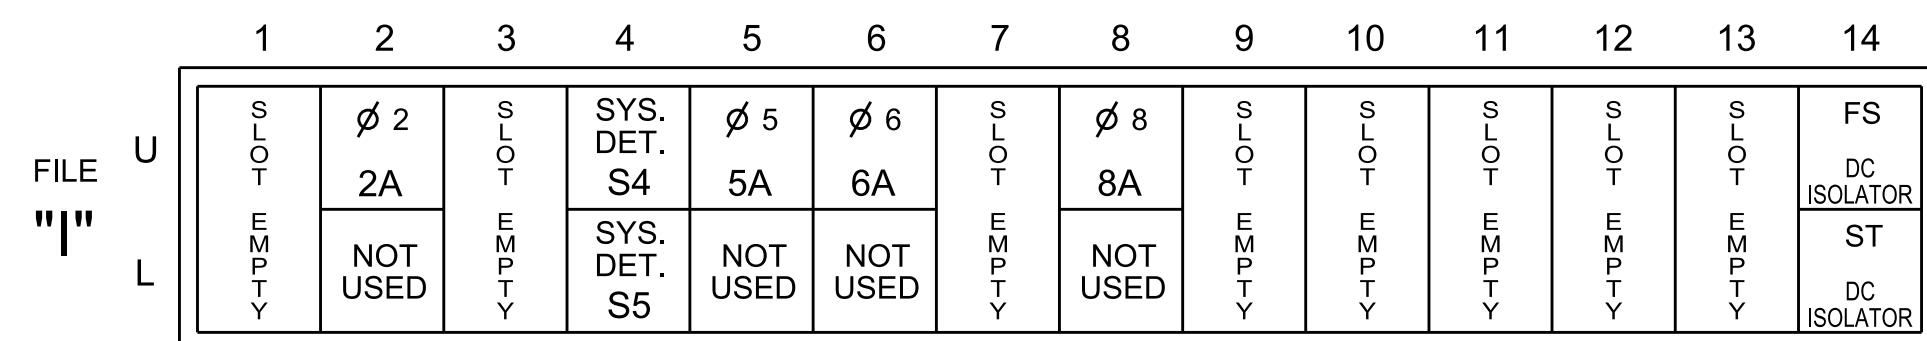 1 2 3 4 5 6 7 8 9 10 11 12 13 14
FILE
"I"
U
L
SLOT EMPTY
Ø 2
2A
NOT
USED
SLOT EMPTY
SYS.
DET.
S4
SYS.
DET.
S5
Ø 5
5A
NOT
USED
Ø 6
6A
NOT
USED
SLOT EMPTY
Ø 8
8A
NOT
USED
SLOT EMPTY
SLOT EMPTY
SLOT EMPTY
SLOT EMPTY
SLOT EMPTY
FS
DC
ISOLATOR
ST
DC
ISOLATOR